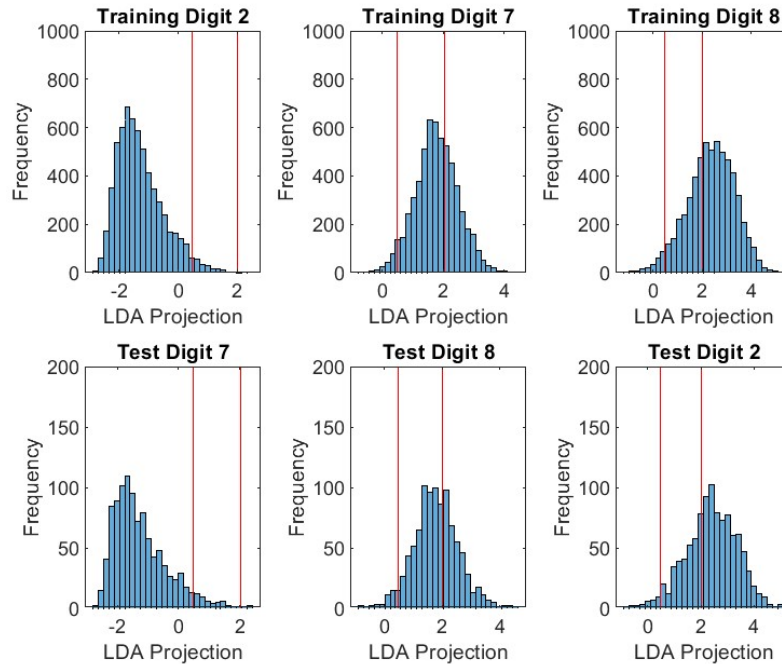 Training Digit 2
Training Digit 7
Training Digit 8
1000
800
600
400
200
0
Frequency
-2
0
2
LDA Projection
1000
800
600
400
200
0
Frequency
0
2
4
LDA Projection
1000
800
600
400
200
0
Frequency
0
2
4
LDA Projection
Test Digit 7
Test Digit 8
Test Digit 2
200
150
100
50
0
Frequency
-2
0
2
LDA Projection
200
150
100
50
0
Frequency
0
2
4
LDA Projection
200
150
100
50
0
Frequency
0
2
4
LDA Projection